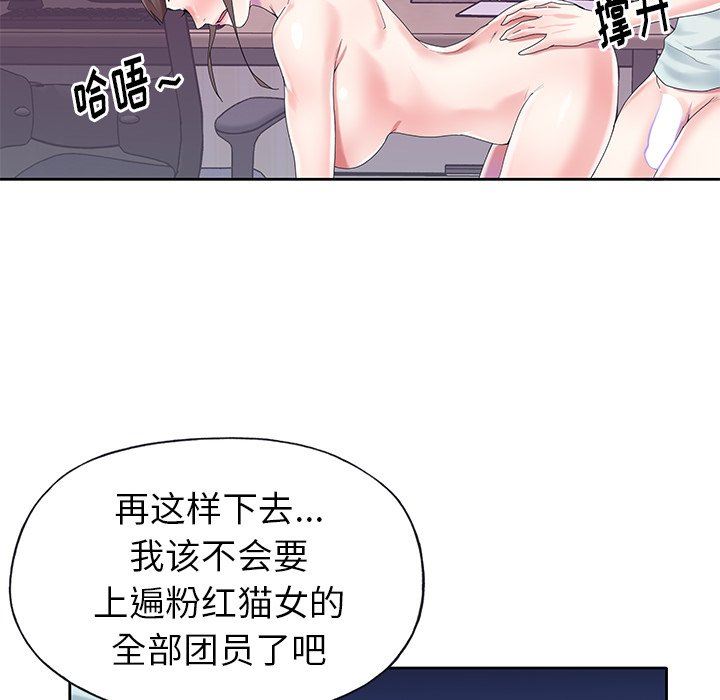 撑开
哈唔~
再这样下去...
我该不会要
上遍粉红猫女的
全部团员了吧